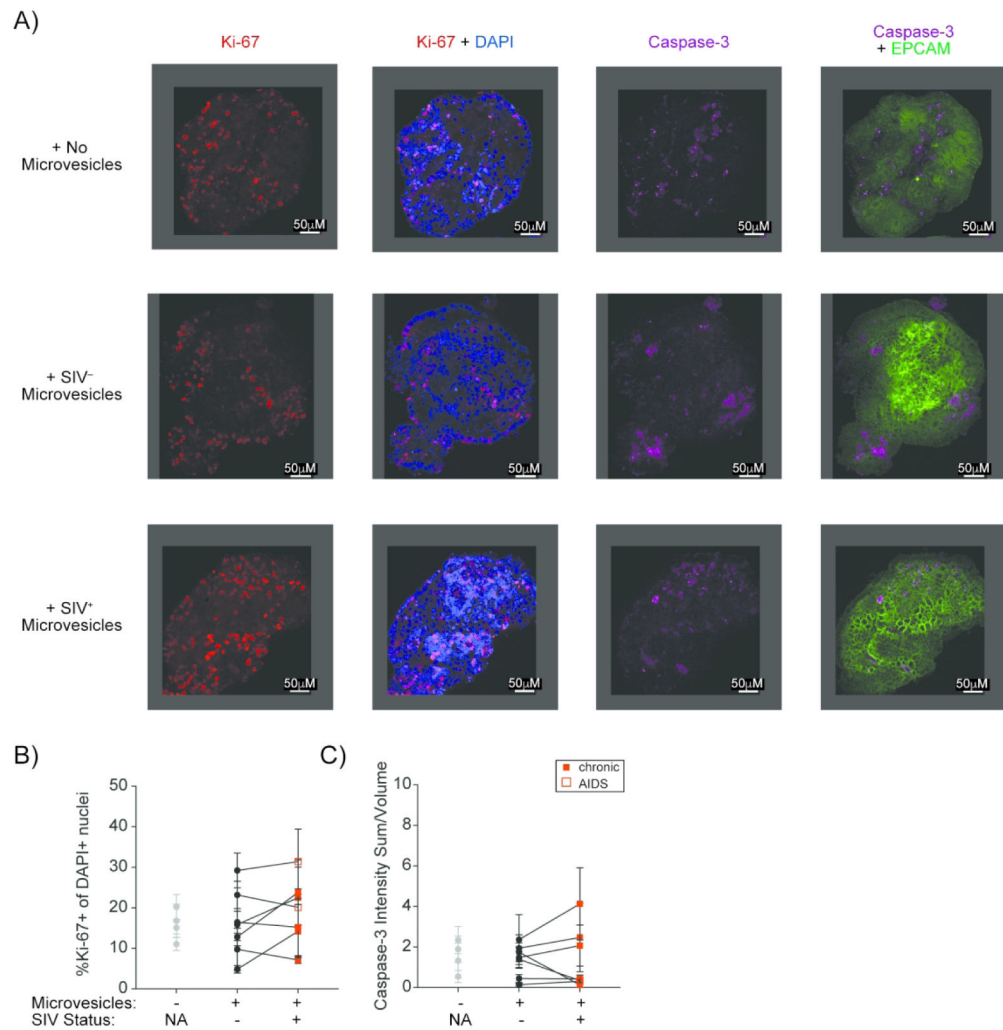 A)
Ki-67
Ki-67 + DAPI
Caspase-3
Caspase-3
+ EPCAM
+ No
Microvesicles
50μM
50μM
50μM
50μM
+ SIV⁻
Microvesicles
50μM
50μM
50μM
50μM
+ SIV⁺
Microvesicles
50μM
50μM
50μM
50μM
B)
%Ki-67+ of DAPI+ nuclei
50
40
30
20
10
0
Microvesicles: - + +
SIV Status: NA - +
C)
Caspase-3 Intensity Sum/Volume
10
8
6
4
2
0
chronic
AIDS
- + +
NA - +